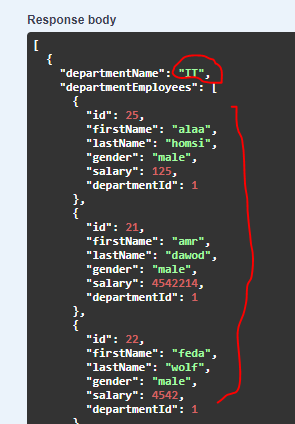 Response body
[
{
"departmentName": "IT",
"departmentEmployees": [
{
"id": 25,
"firstName": "alaa",
"lastName": "homsi",
"gender": "male",
"salary": 125,
"departmentId": 1
},
{
"id": 21,
"firstName": "amr",
"lastName": "dawod",
"gender": "male",
"salary": 4542214,
"departmentId": 1
},
{
"id": 22,
"firstName": "feda",
"lastName": "wolf",
"gender": "male",
"salary": 4542,
"departmentId": 1
}